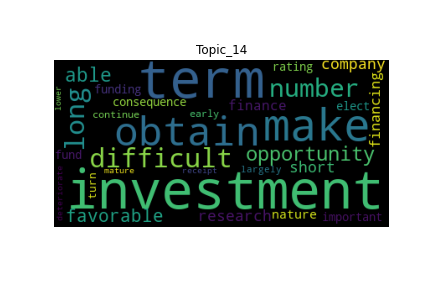 Topic_14
able term rating company
funding number
lower long consequence finance elect financing
continue early
obtain make
fund difficult opportunity
turn mature receipt largely short
deteriorate investment
favorable research nature important